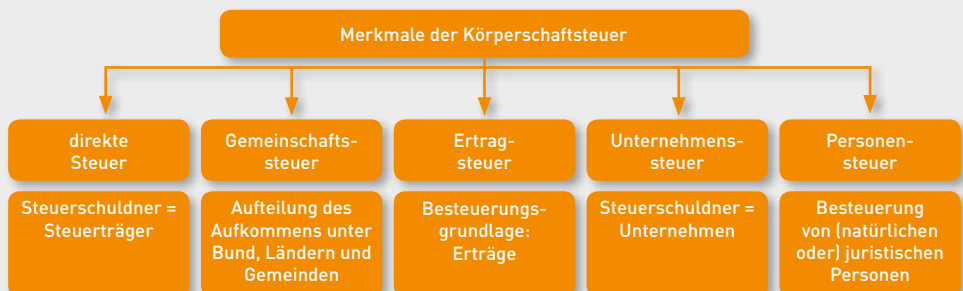 Merkmale der Körperschaftsteuer
direkte
Steuer
Gemeinschafts-
steuer
Ertrag-
steuer
Unternehmens-
steuer
Personen-
steuer
Steuerschuldner =
Steuerträger
Aufteilung des
Aufkommens unter
Bund, Ländern und
Gemeinden
Besteuerungs-
grundlage:
Erträge
Steuerschuldner =
Unternehmen
Besteuerung
von (natürlichen
oder) juristischen
Personen